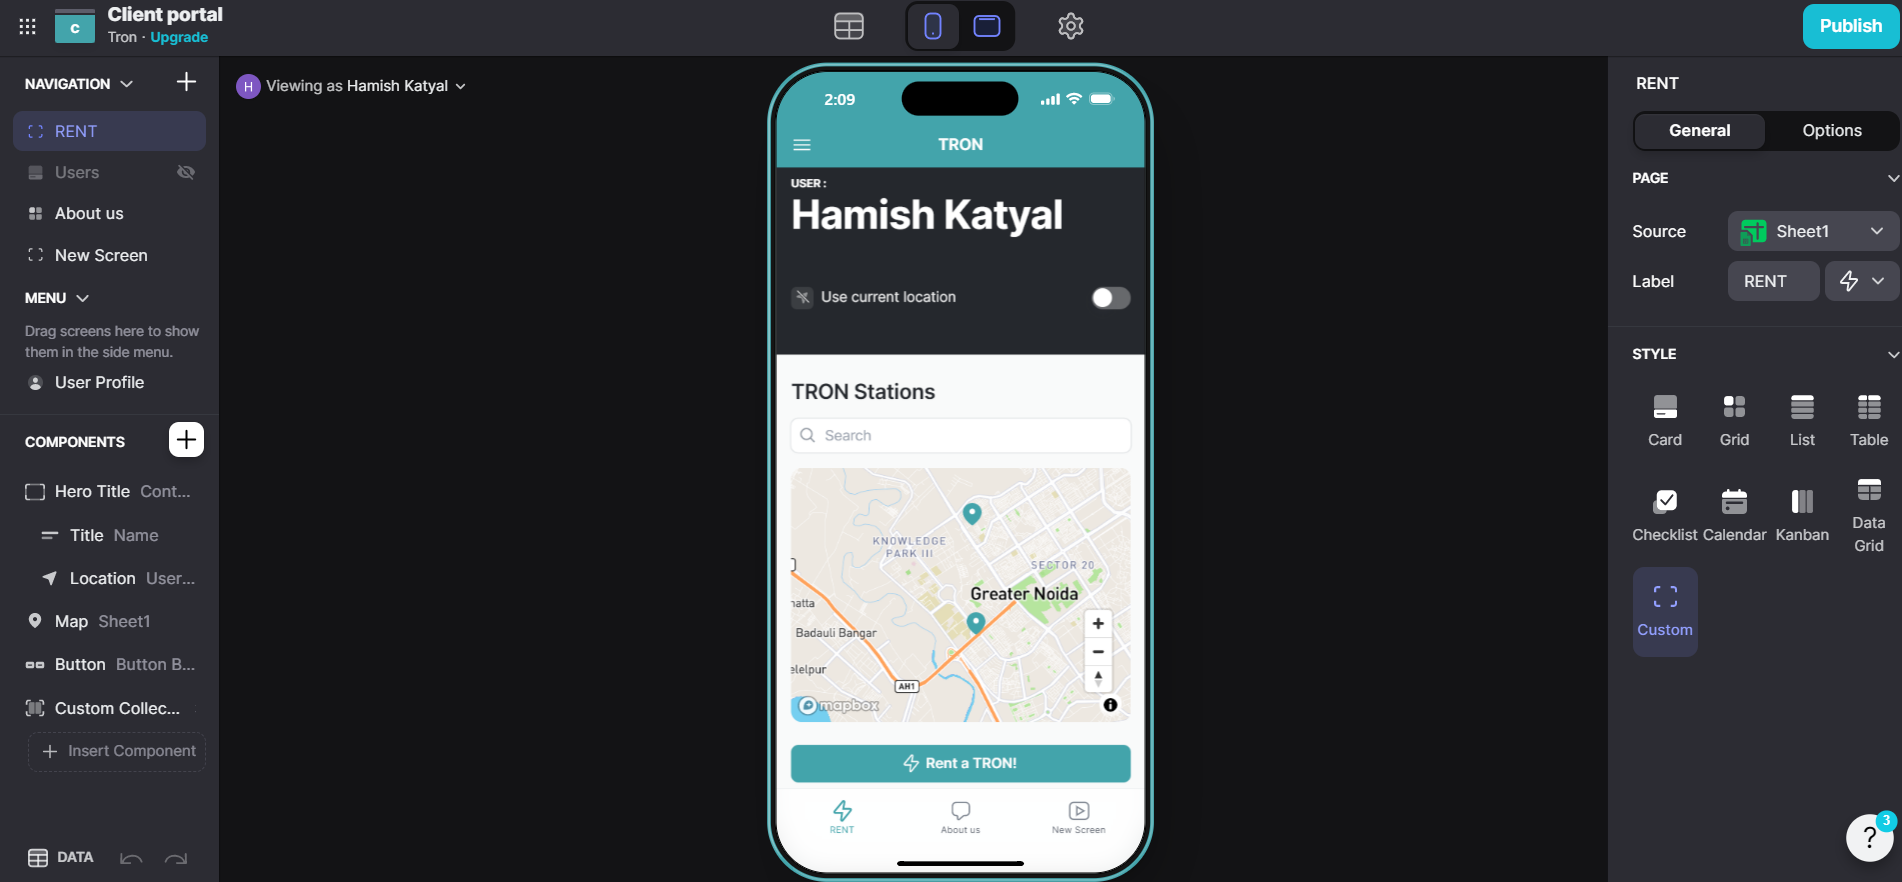 C
Client portal
Tron · Upgrade
Publish
NAVIGATION
RENT
Users
About us
New Screen
MENU
Drag screens here to show
them in the side menu.
User Profile
COMPONENTS
Hero Title Cont...
Title Name
Location User...
Map Sheet1
Button Button B...
Custom Collec...
Insert Component
DATA
H Viewing as Hamish Katyal
2:09
TRON
USER :
Hamish Katyal
Use current location
TRON Stations
Search
KNOWLEDGE
PARK III
SECTOR 20
Greater Noida
hatta
Badauli Bangar
elelpur
AH1
mapbox
Rent a TRON!
RENT
About us
New Screen
RENT
General Options
PAGE
Source Sheet1
Label RENT
STYLE
Card Grid List Table
Checklist Calendar Kanban Data
Grid
Custom
?
3